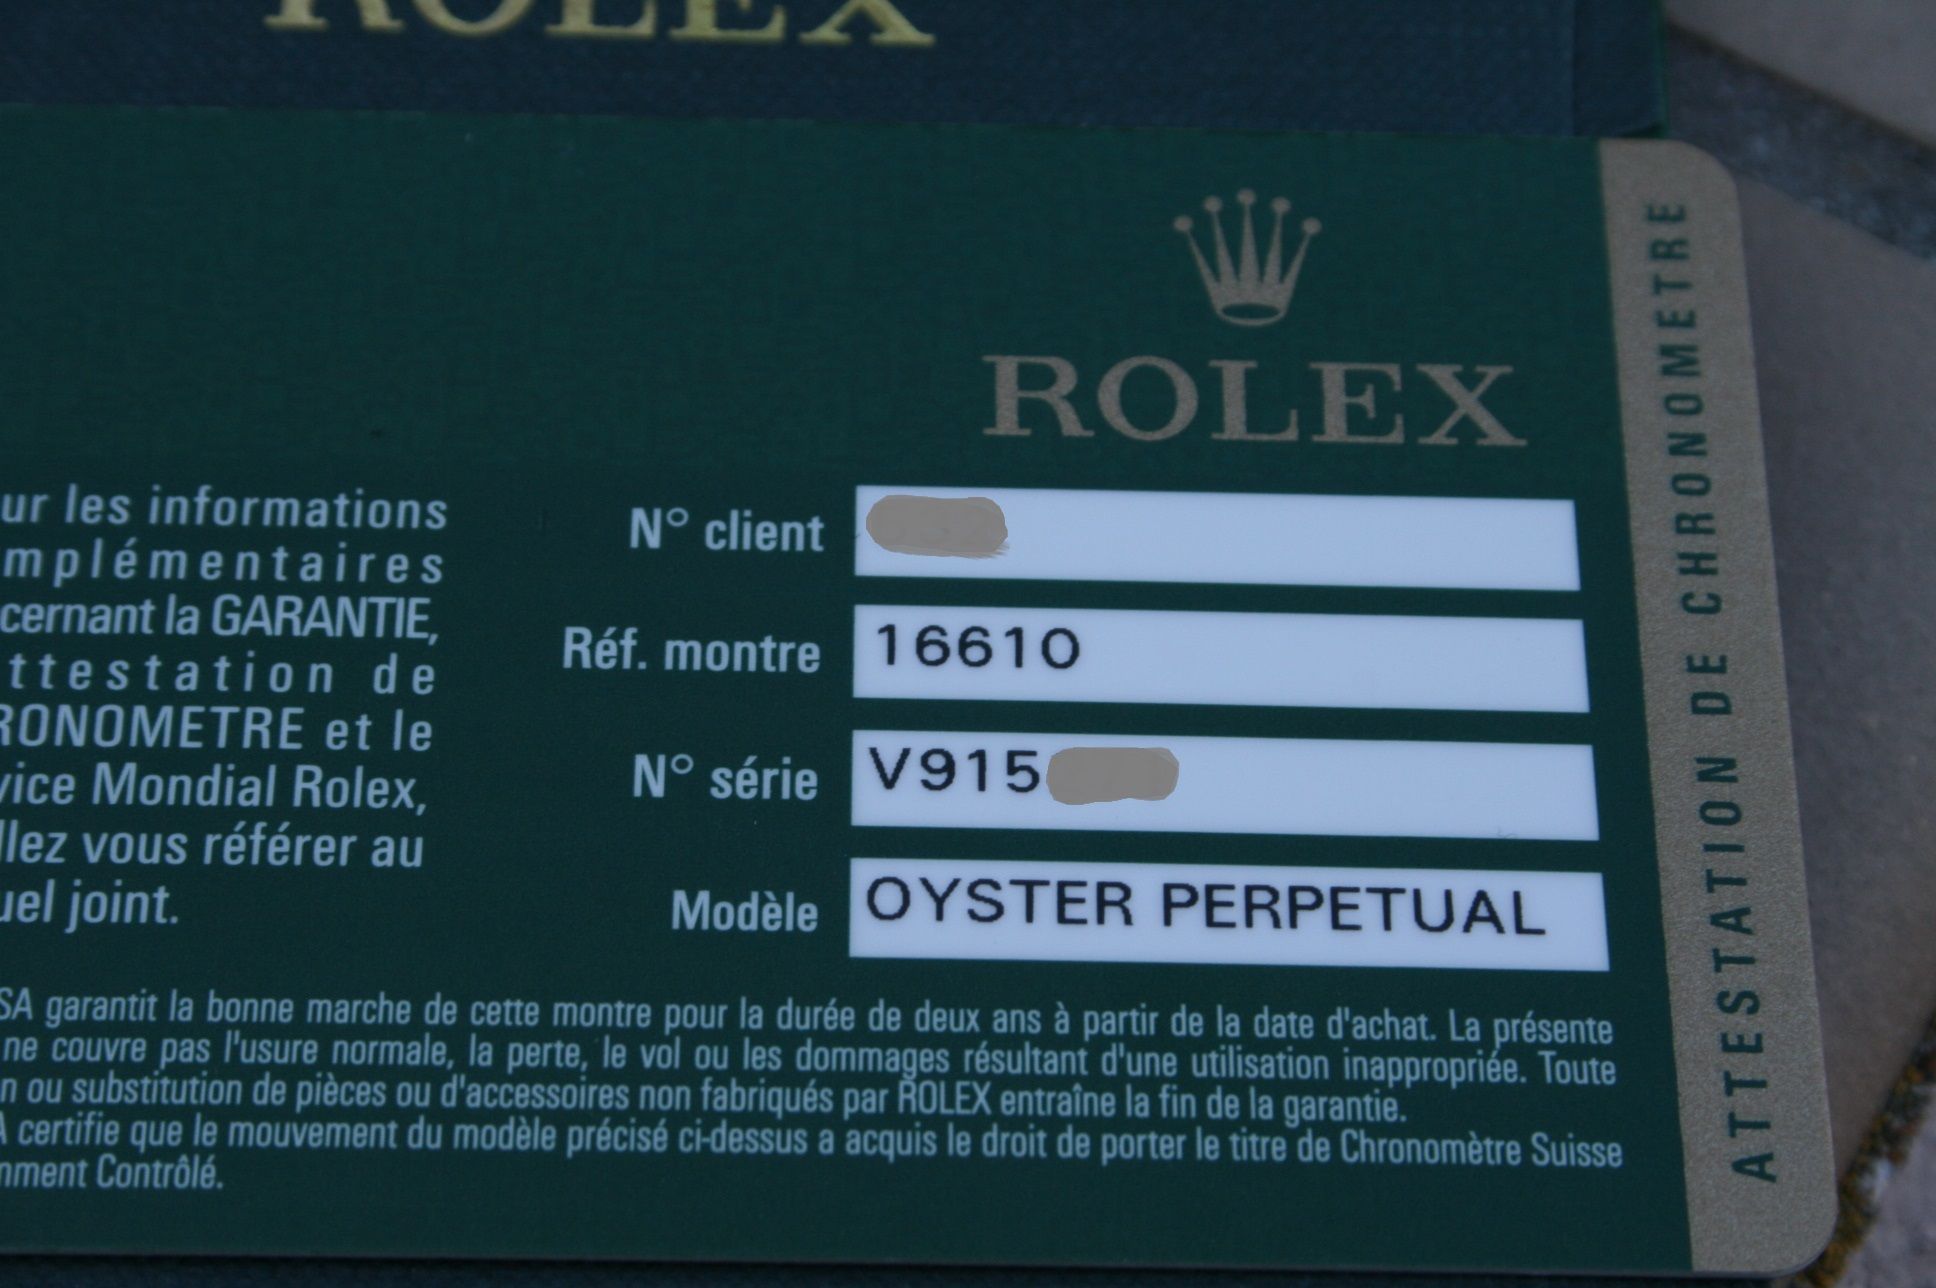 ROLEX
ROLEX
ATTESTATION DE CHRONOMETRE
ur les informations
mplémentaires
cernant la GARANTIE,
ttestation de
RONOMETRE et le
vice Mondial Rolex,
llez vous référer au
uel joint.
N° client
Réf. montre 16610
N° série V915
Modèle OYSTER PERPETUAL
SA garantit la bonne marche de cette montre pour la durée de deux ans à partir de la date d'achat. La présente
ne couvre pas l'usure normale, la perte, le vol ou les dommages résultant d'une utilisation inappropriée. Toute
n ou substitution de pièces ou d'accessoires non fabriqués par ROLEX entraîne la fin de la garantie.
A certifie que le mouvement du modèle précisé ci-dessus a acquis le droit de porter le titre de Chronomètre Suisse
mment Contrôlé.